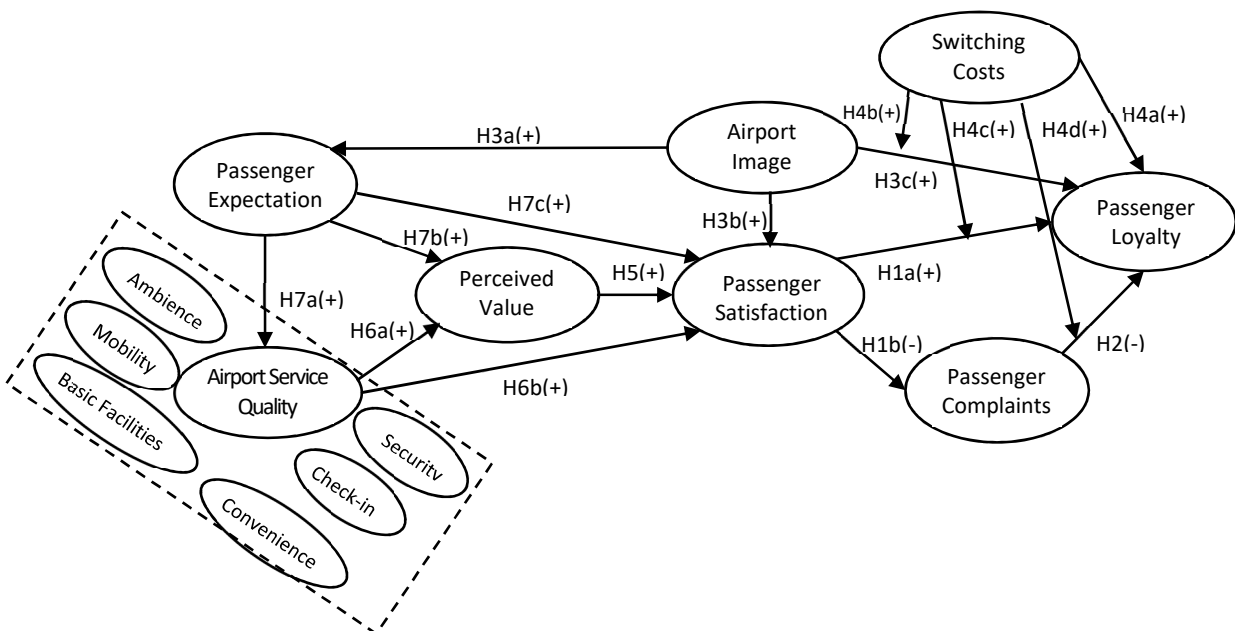 Switching
Costs
H4b(+)
H4c(+)
H4d(+)
H4a(+)
H3a(+)
Airport
Image
H3c(+)
Passenger
Expectation
H7c(+)
H3b(+)
Passenger
Loyalty
H7b(+)
H5(+)
Perceived
Value
Passenger
Satisfaction
H1a(+)
H7a(+)
Ambience
Mobility
H6a(+)
H1b(-)
H2(-)
Airport Service
Quality
H6b(+)
Passenger
Complaints
Basic Facilities
Security
Check-in
Convenience